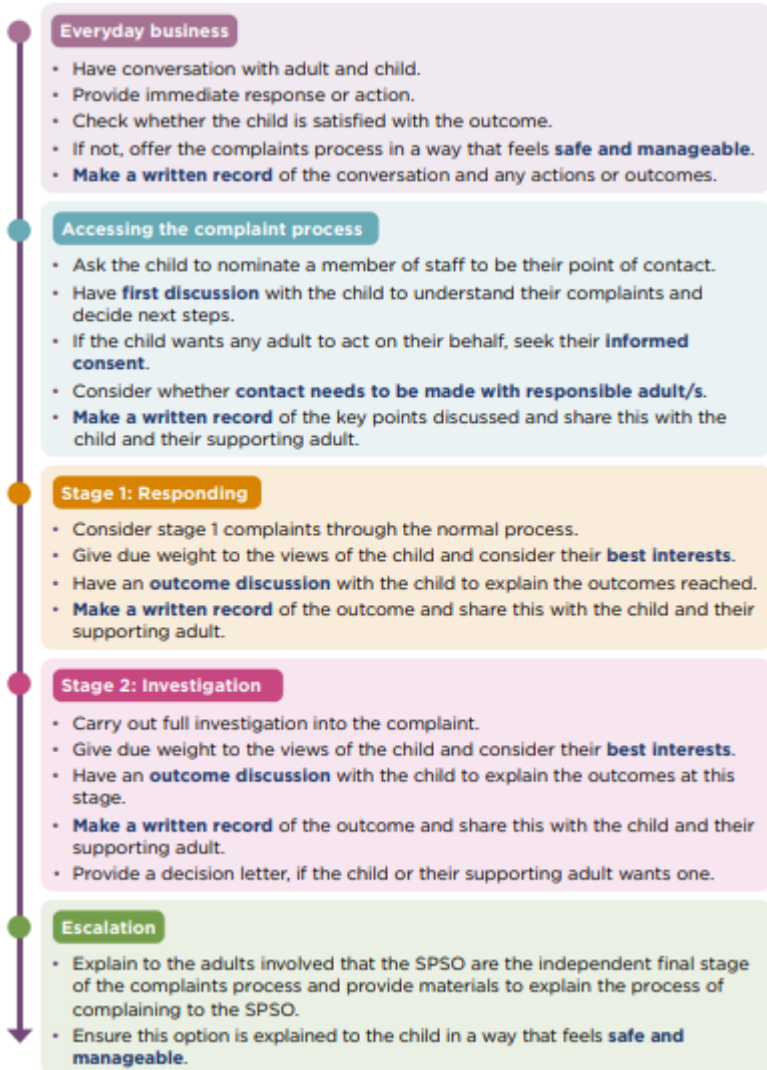 Everyday business
• Have conversation with adult and child.
• Provide immediate response or action.
• Check whether the child is satisfied with the outcome.
• If not, offer the complaints process in a way that feels safe and manageable.
• Make a written record of the conversation and any actions or outcomes.
Accessing the complaint process
• Ask the child to nominate a member of staff to be their point of contact.
• Have first discussion with the child to understand their complaints and
decide next steps.
• If the child wants any adult to act on their behalf, seek their informed
consent.
• Consider whether contact needs to be made with responsible adult/s.
• Make a written record of the key points discussed and share this with the
child and their supporting adult.
Stage 1: Responding
• Consider stage 1 complaints through the normal process.
• Give due weight to the views of the child and consider their best interests.
• Have an outcome discussion with the child to explain the outcomes reached.
• Make a written record of the outcome and share this with the child and their
supporting adult.
Stage 2: Investigation
• Carry out full investigation into the complaint.
• Give due weight to the views of the child and consider their best interests.
• Have an outcome discussion with the child to explain the outcomes at this
stage.
• Make a written record of the outcome and share this with the child and their
supporting adult.
• Provide a decision letter, if the child or their supporting adult wants one.
Escalation
• Explain to the adults involved that the SPSO are the independent final stage
of the complaints process and provide materials to explain the process of
complaining to the SPSO.
• Ensure this option is explained to the child in a way that feels safe and
manageable.